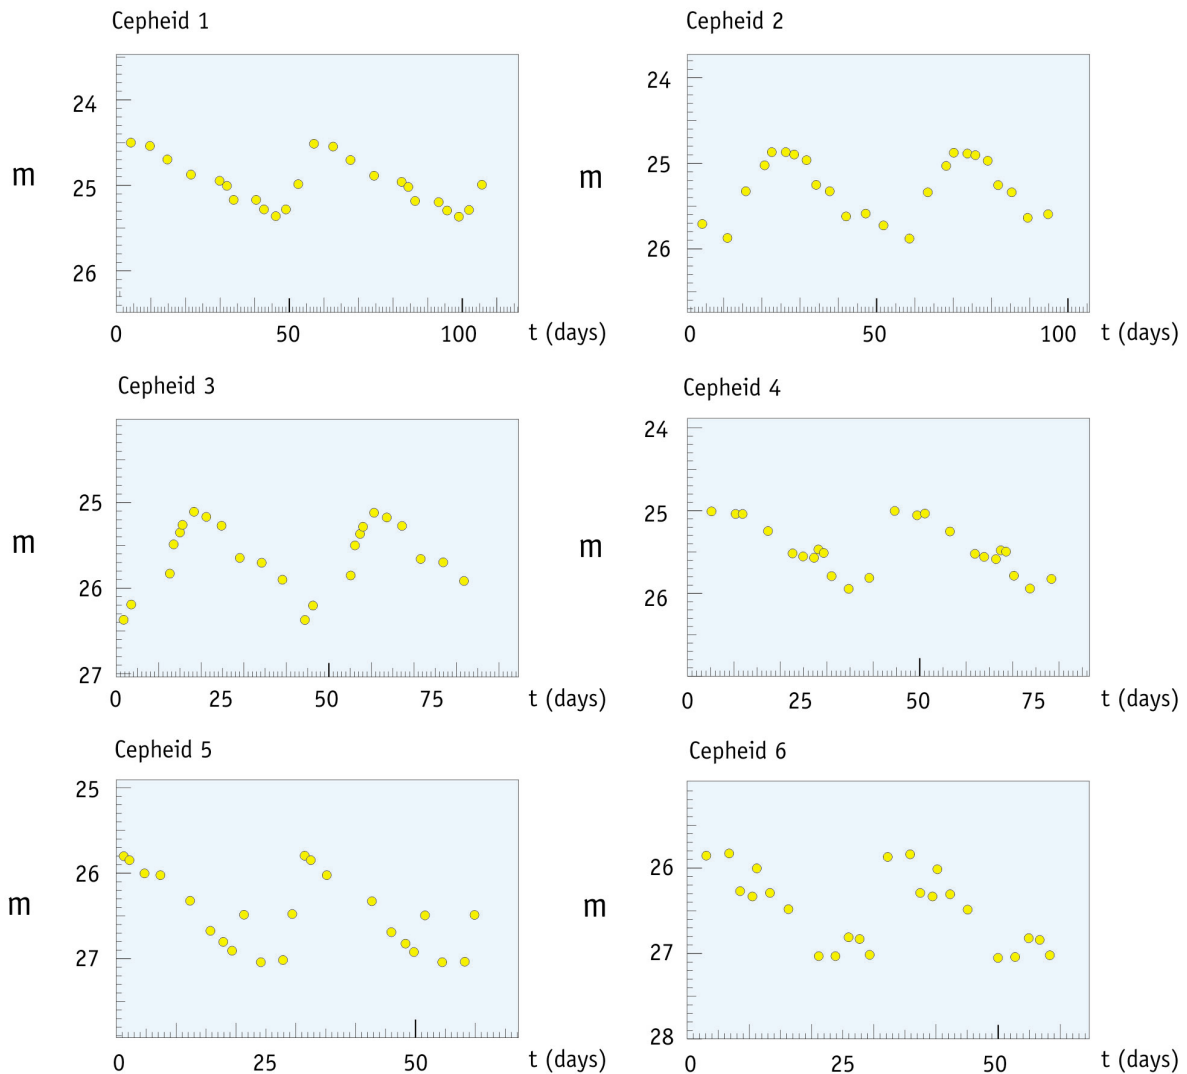 Cepheid 1
24
25
26
m
0 50 100 t (days)
Cepheid 2
24
25
26
m
0 50 100 t (days)
Cepheid 3
25
26
27
m
0 25 50 75 t (days)
Cepheid 4
24
25
26
m
0 25 50 75 t (days)
Cepheid 5
25
26
27
m
0 25 50 t (days)
Cepheid 6
26
27
28
m
0 25 50 t (days)